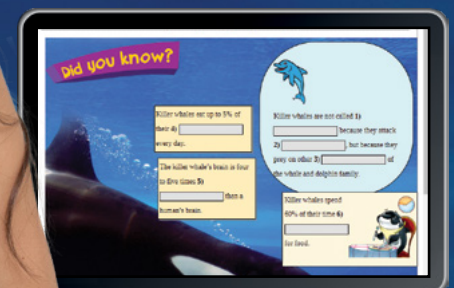 Did you know?
Killer whales eat up to 5% of
their 4)
every day.
The killer whale's brain is four
to five times 5)
than a
human's brain.
Killer whales are not called 1)
because they attack
2) , but because they
prey on other 3) of
the whale and dolphin family.
Killer whales spend
60% of their time 6)
for food.